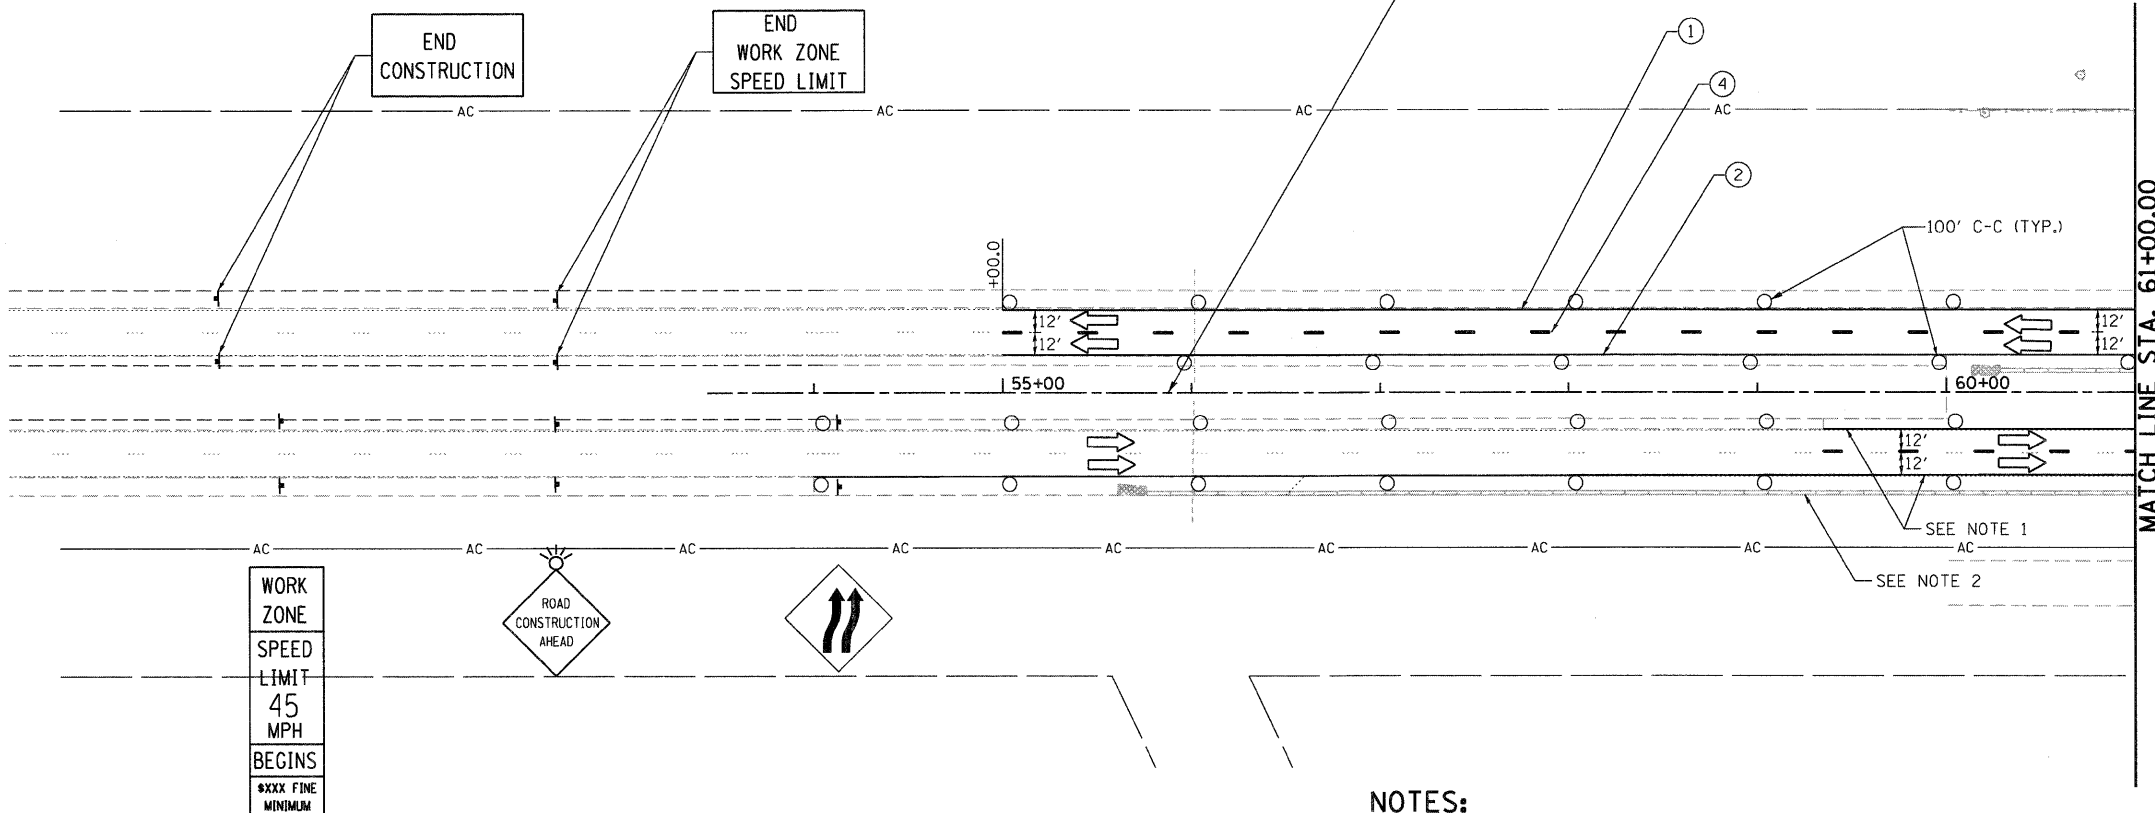 END
CONSTRUCTION
END
WORK ZONE
SPEED LIMIT
1
4
AC
AC
AC
AC
2
100' C-C (TYP.)
+00.0
12'
12'
12'
12'
55+00
60+00
12'
12'
MATCH LINE STA. 61+00.00
SEE NOTE 1
AC
AC
AC
AC
AC
AC
AC
AC
AC
SEE NOTE 2
WORK
ZONE
SPEED
LIMIT
45
MPH
BEGINS
$XXX FINE
MINIMUM
ROAD
CONSTRUCTION
AHEAD
NOTES: